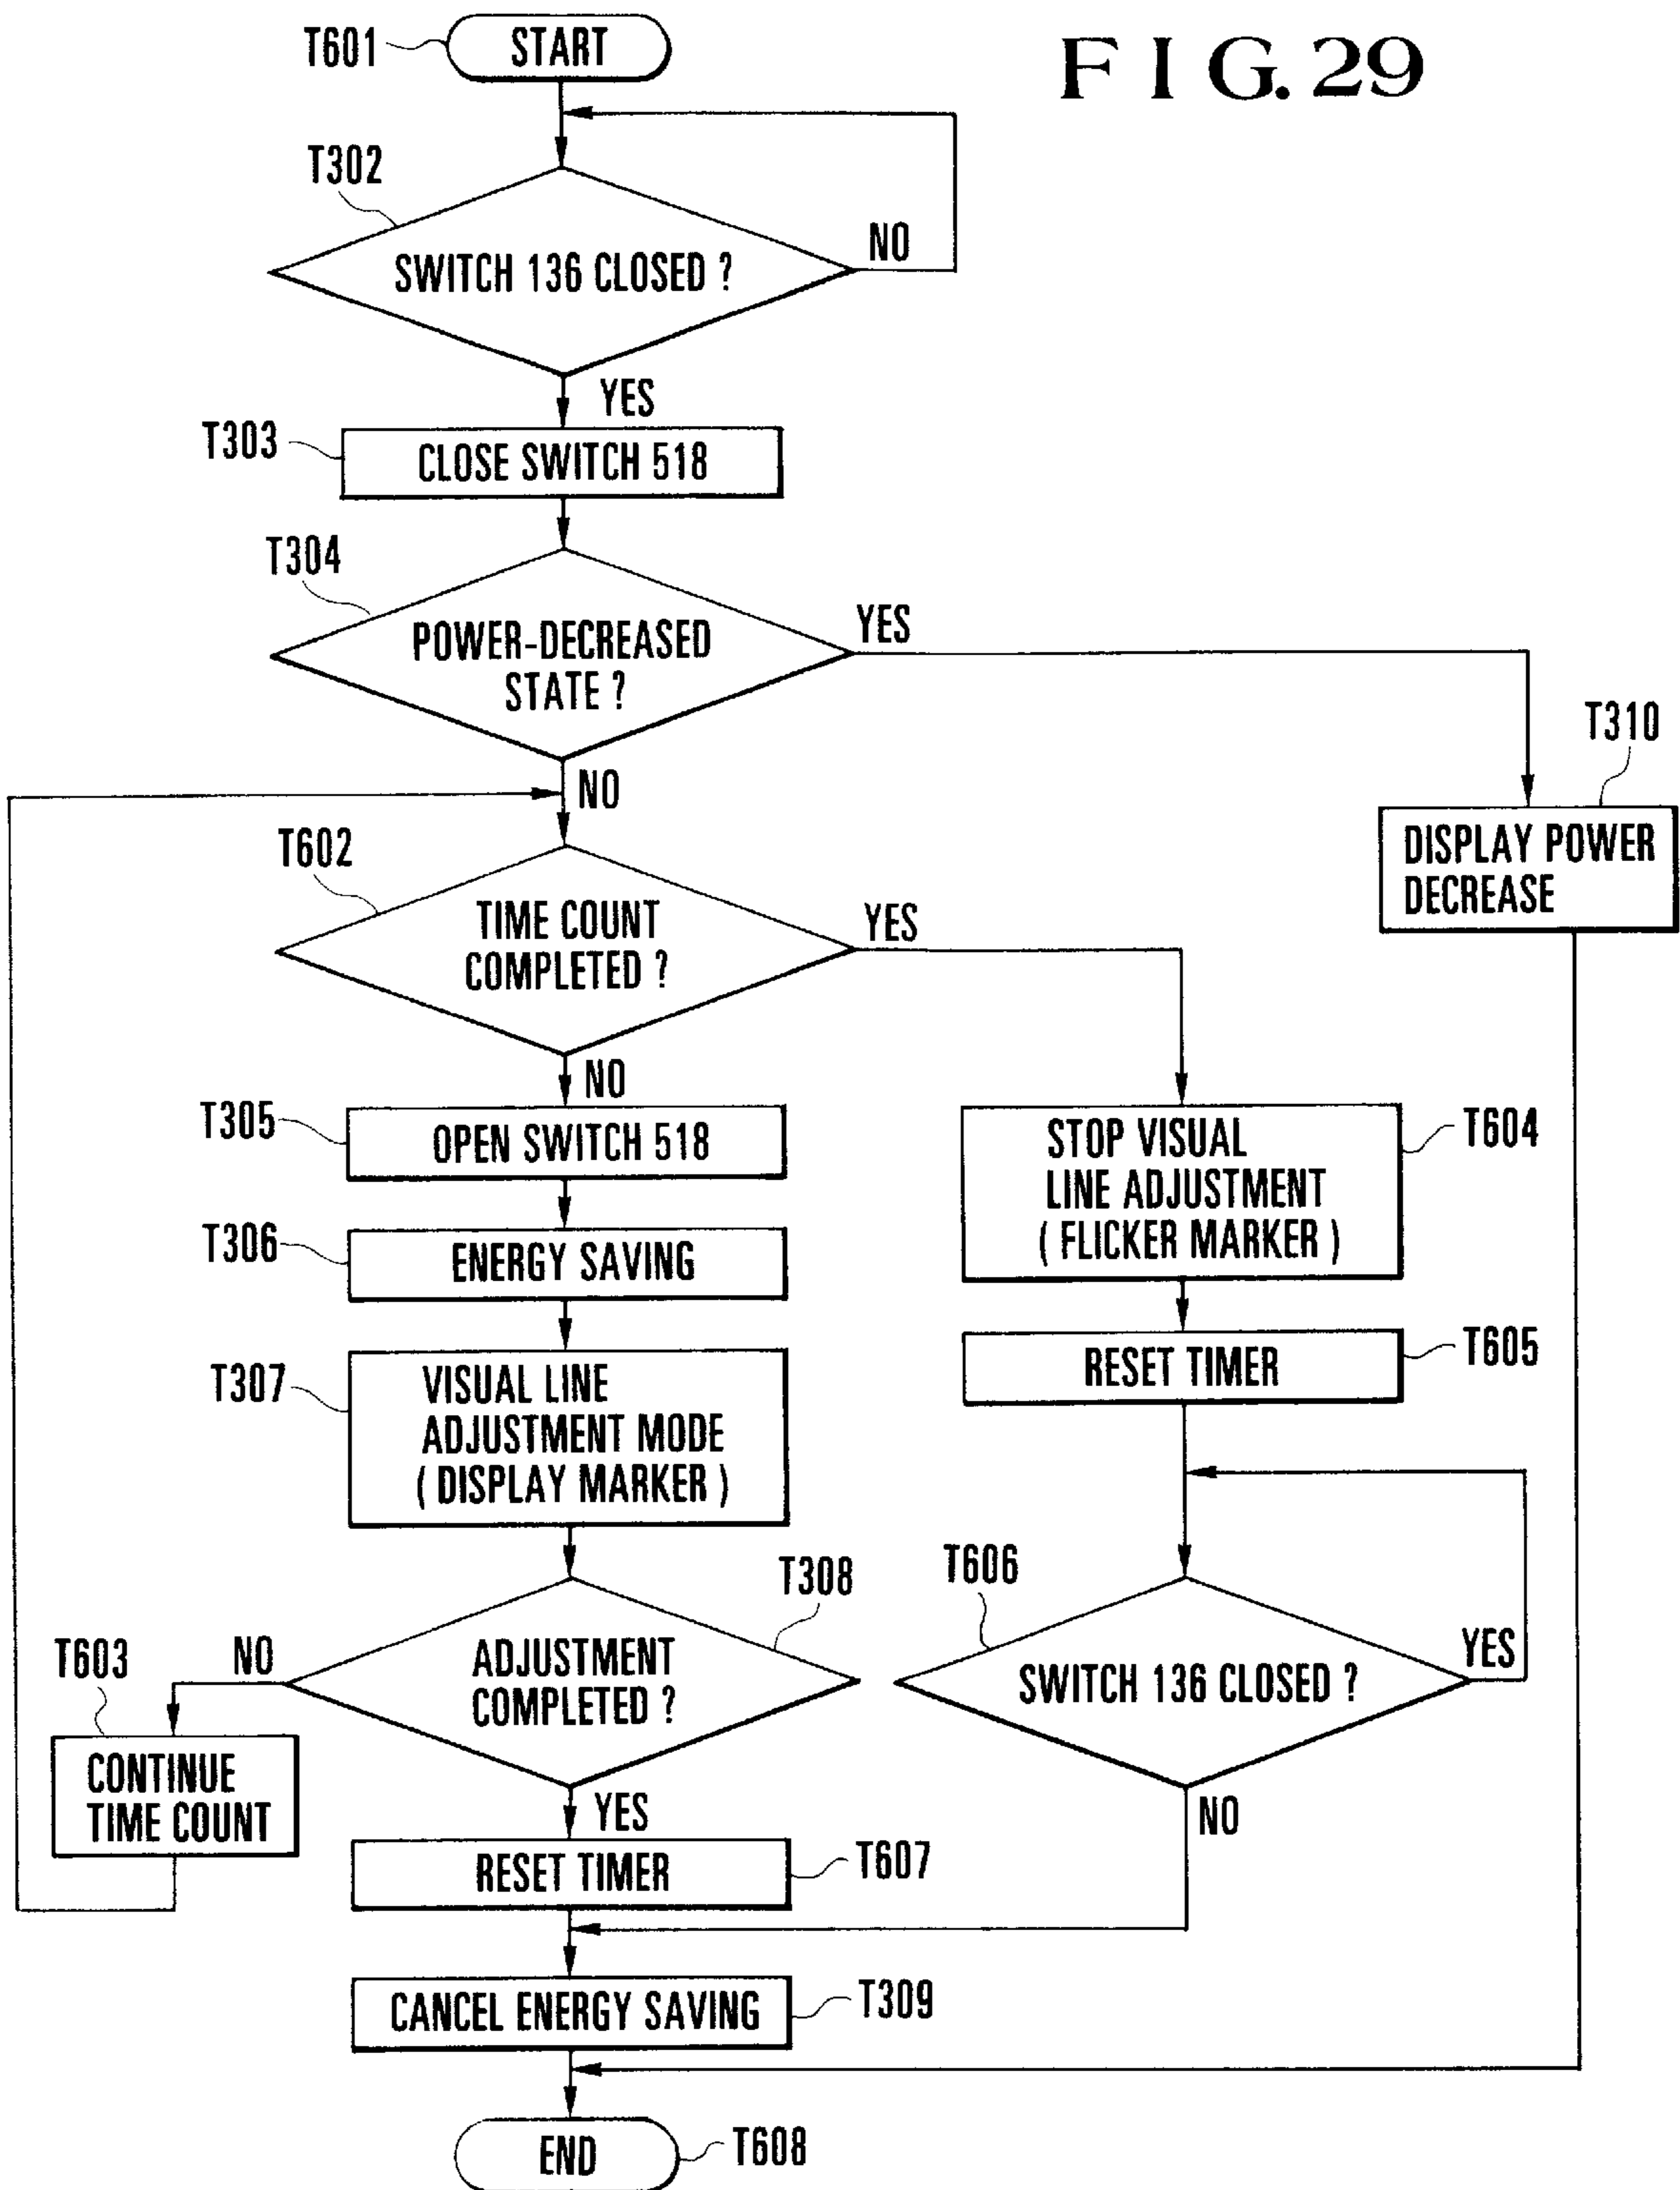 T601
START
FIG. 29
T302
SWITCH 136 CLOSED ?
NO
YES
T303
CLOSE SWITCH 518
T304
POWER-DECREASED
STATE ?
YES
NO
T310
DISPLAY POWER
DECREASE
T602
TIME COUNT
COMPLETED ?
YES
NO
T305
OPEN SWITCH 518
T306
ENERGY SAVING
T307
VISUAL LINE
ADJUSTMENT MODE
( DISPLAY MARKER )
STOP VISUAL
LINE ADJUSTMENT
( FLICKER MARKER )
T604
RESET TIMER
T605
T308
ADJUSTMENT
COMPLETED ?
NO
T603
CONTINUE
TIME COUNT
YES
T606
SWITCH 136 CLOSED ?
YES
NO
RESET TIMER
T607
CANCEL ENERGY SAVING
T309
END
T608